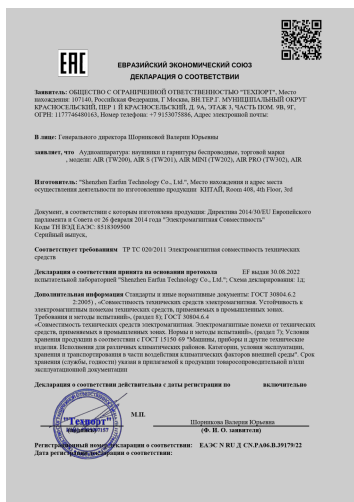 EAC
ЕВРАЗИЙСКИЙ ЭКОНОМИЧЕСКИЙ СОЮЗ
ДЕКЛАРАЦИЯ О СООТВЕТСТВИИ
Заявитель: ОБЩЕСТВО С ОГРАНИЧЕННОЙ ОТВЕТСТВЕННОСТЬЮ "ТЕХПОРТ", Место
нахождения: 107140, Российская Федерация, Г Москва, ВН.ТЕР.Г. МУНИЦИПАЛЬНЫЙ ОКРУГ
КРАСНОСЕЛЬСКИЙ, ПЕР 1 Й КРАСНОСЕЛЬСКИЙ, Д. 9А, ЭТАЖ 3, ЧАСТЬ ПОМ. 9В, 9Г,
ОГРН: 1177746480163, Номер телефона: +7 9153075886, Адрес электронной почты:
В лице: Генерального директора Шорникова Валерия Юрьевны
заявляет, что Аудиоаппаратура: наушники и гарнитуры беспроводные, торговой марки
, модели: AIR (TW200), AIR S (TW201), AIR MINI (TW202), AIR PRO (TW302), AIR
Изготовитель: "Shenzhen Earfun Technology Co., Ltd.", Место нахождения и адрес места
осуществления деятельности по изготовлению продукции КИТАЙ, Room 408, 4th Floor, 3rd
Документ, в соответствии с которым изготовлена продукция: Директива 2014/30/EU Европейского
парламента и Совета от 26 февраля 2014 года "Электромагнитная Совместимость"
Коды ТН ВЭД ЕАЭС: 8518309500
Серийный выпуск,
Соответствует требованиям ТР ТС 020/2011 Электромагнитная совместимость технических
средств
Декларация о соответствии принята на основании протокола EF выдан 30.08.2022
испытательной лабораторией "Shenzhen Earfun Technology Co., Ltd."; Схема декларирования: 1д;
Дополнительная информация Стандарты и иные нормативные документы: ГОСТ 30804.6.2
2:2005) , «Совместимость технических средств электромагнитная. Устойчивость к
электромагнитным помехам технических средств, применяемых в промышленных зонах.
Требования и методы испытаний», (раздел 8); ГОСТ 30804.6.4
«Совместимость технических средств электромагнитная. Электромагнитные помехи от технических
средств, применяемых в промышленных зонах. Нормы и методы испытаний», (раздел 7); Условия
хранения продукции в соответствии с ГОСТ 15150 69 "Машины, приборы и другие технические
изделия. Исполнения для различных климатических районов. Категории, условия эксплуатации,
хранения и транспортирования в части воздействия климатических факторов внешней среды". Срок
хранения (службы, годности) указан в прилагаемой к продукции товаросопроводительной и/или
эксплуатационной документации
Декларация о соответствии действительна с даты регистрации по включительно
М.П.
"Техпорт"
Шорникова Валерия Юрьевна
(Ф. И. О. заявителя)
Регистрационный номер декларации о соответствии: ЕАЭС N RU Д-CN.РА06.В.39179/22
Дата регистрации декларации о соответствии: